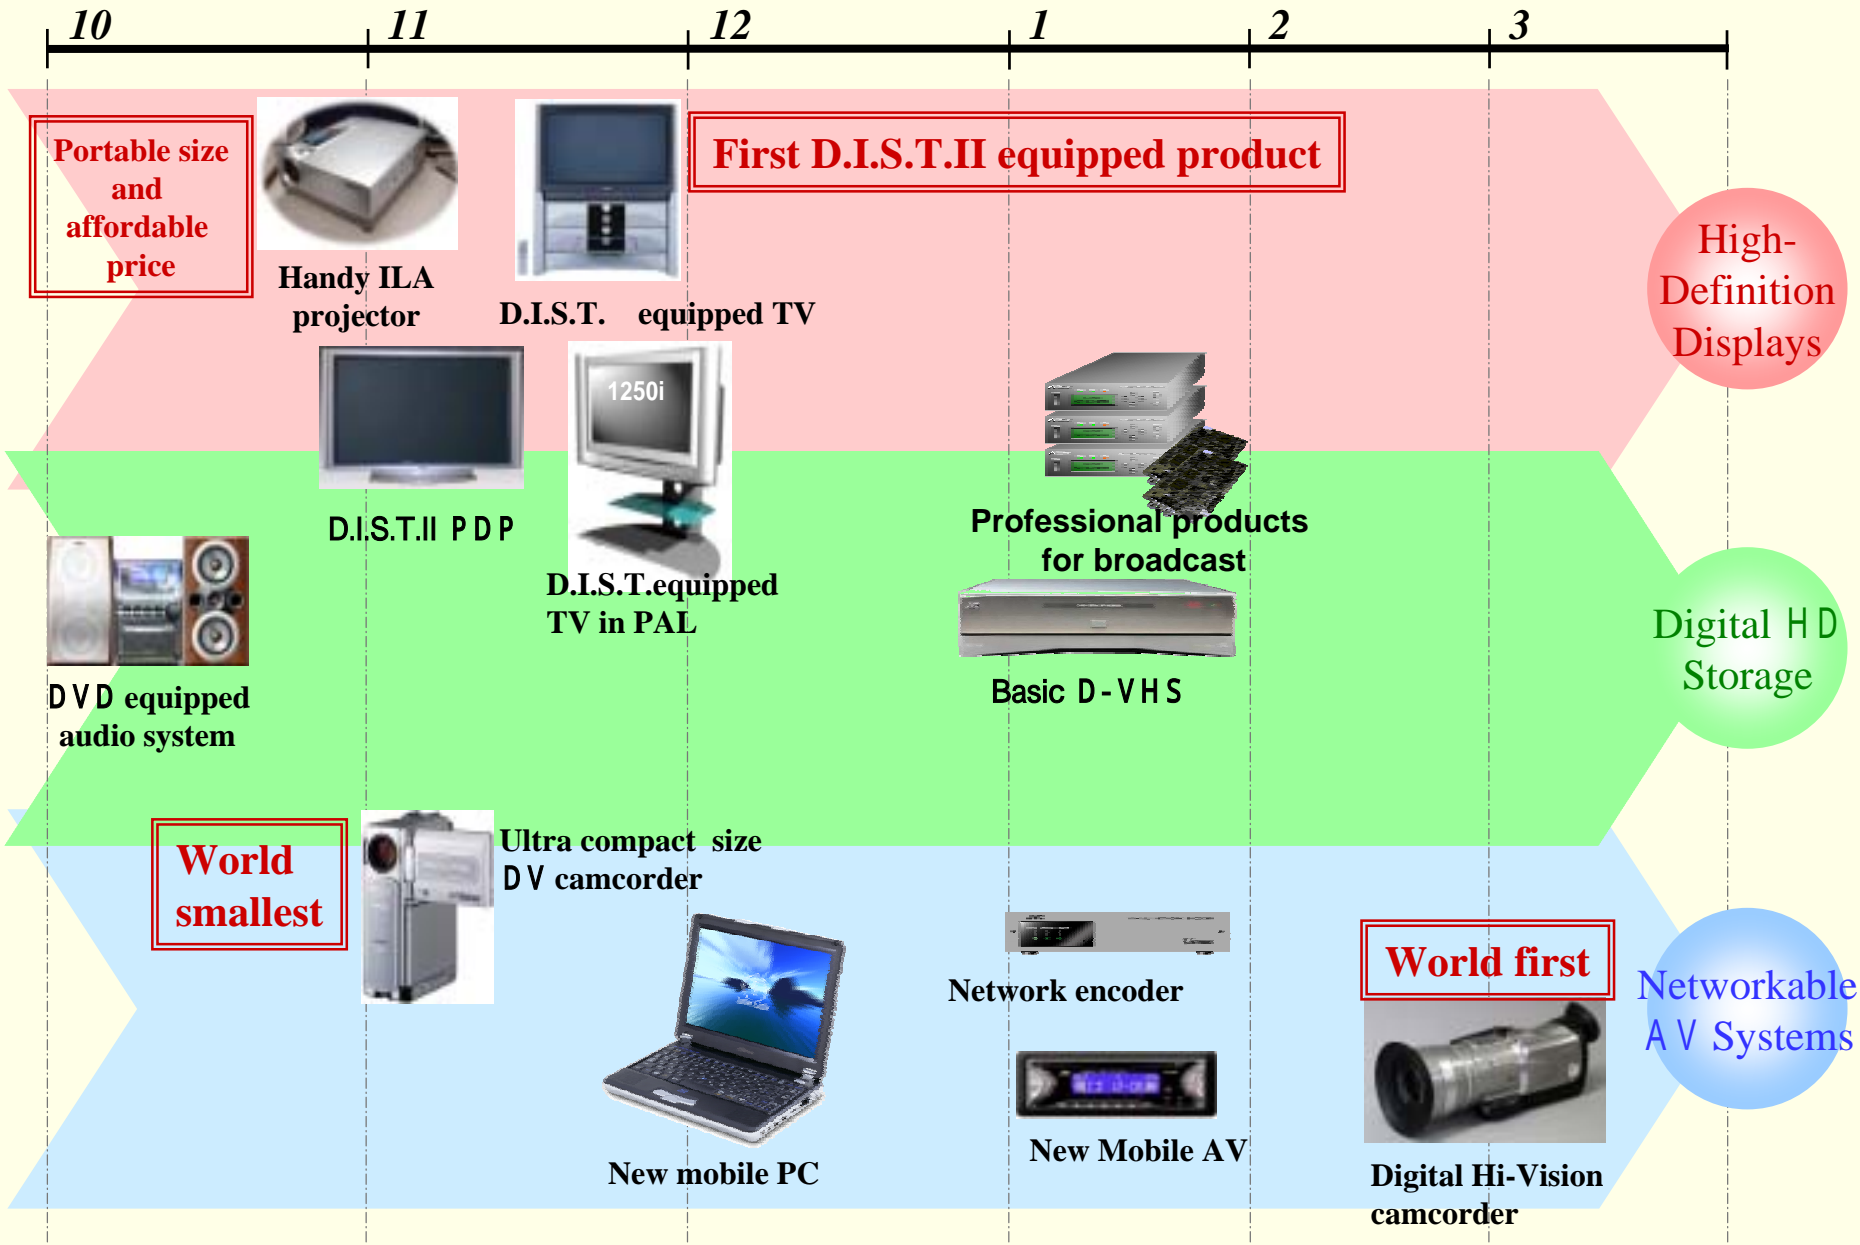 10 11 12 1 2 3
Portable size
and
affordable
price
First D.I.S.T.II equipped product
Handy ILA
projector
D.I.S.T. equipped TV
High-
Definition
Displays
1250i
D.I.S.T.II PDP
D.I.S.T.equipped
TV in PAL
Professional products
for broadcast
JVC
Basic D-VHS
DVD equipped
audio system
Digital HD
Storage
World
smallest
Ultra compact size
DV camcorder
New mobile PC
JVC
Network encoder
New Mobile AV
World first
Digital Hi-Vision
camcorder
Networkable
AV Systems